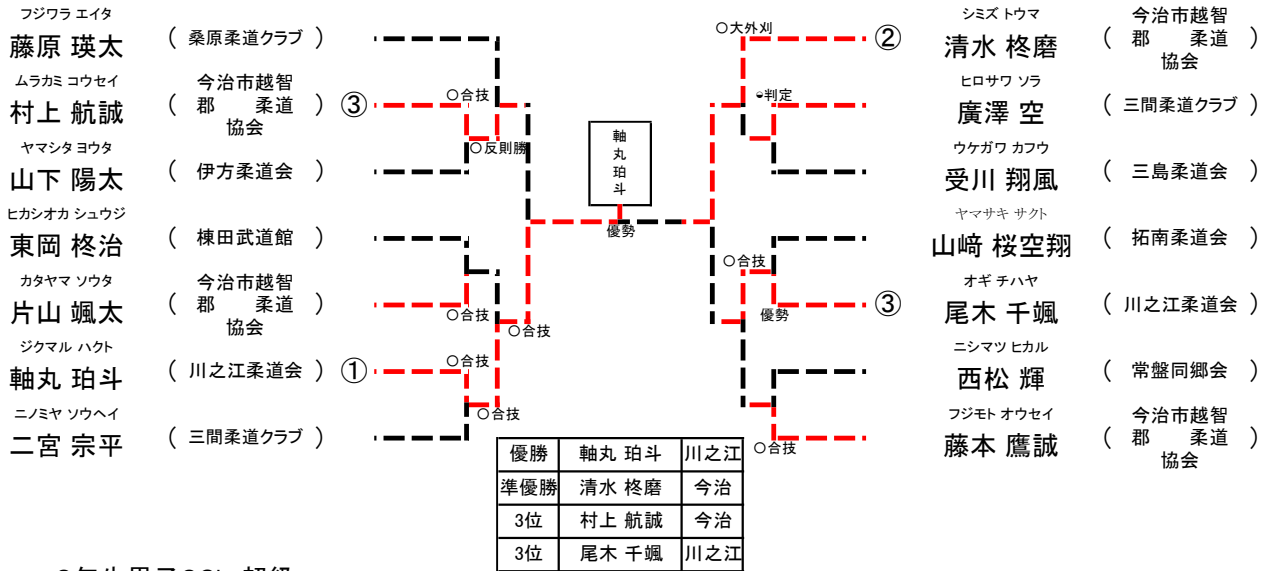 フジワラ エイタ
藤原 瑛太 ( 桑原柔道クラブ )
ムラカミ コウセイ
村上 航誠 ( 今治市越智郡 柔道協会 ) ③
○合技
○反則勝
ヤマシタ ヨウタ
山下 陽太 ( 伊方柔道会 )
ヒカシオカ シュウジ
東岡 柊治 ( 棟田武道館 )
カタヤマ ソウタ
片山 颯太 ( 今治市越智郡 柔道協会 )
○合技
○合技
ジクマル ハクト
軸丸 珀斗 ( 川之江柔道会 ) ①
○合技
○合技
ニノミヤ ソウヘイ
二宮 宗平 ( 三間柔道クラブ )
軸丸珀斗
優勢
シミズ トウマ
○大外刈
② 清水 柊磨 ( 今治市越智郡 柔道協会 )
ヒロサワ ソラ
判定
廣澤 空 ( 三間柔道クラブ )
ウケガワ カフウ
受川 翔風 ( 三島柔道会 )
ヤマサキ サクト
山﨑 桜空翔 ( 拓南柔道会 )
○合技
オギ チハヤ
③ 尾木 千颯 ( 川之江柔道会 )
優勢
ニシマツ ヒカル
西松 輝 ( 常盤同郷会 )
フジモト オウセイ
藤本 鷹誠 ( 今治市越智郡 柔道協会 )
○合技
優勝 軸丸 珀斗 川之江
準優勝 清水 柊磨 今治
3位 村上 航誠 今治
3位 尾木 千颯 川之江